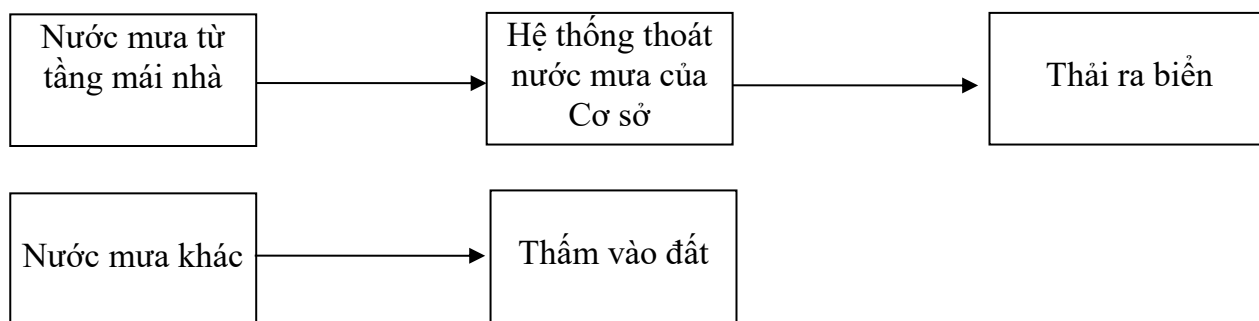 Nước mưa từ
tầng mái nhà
Hệ thống thoát
nước mưa của
Cơ sở
Thải ra biển
Nước mưa khác
Thấm vào đất